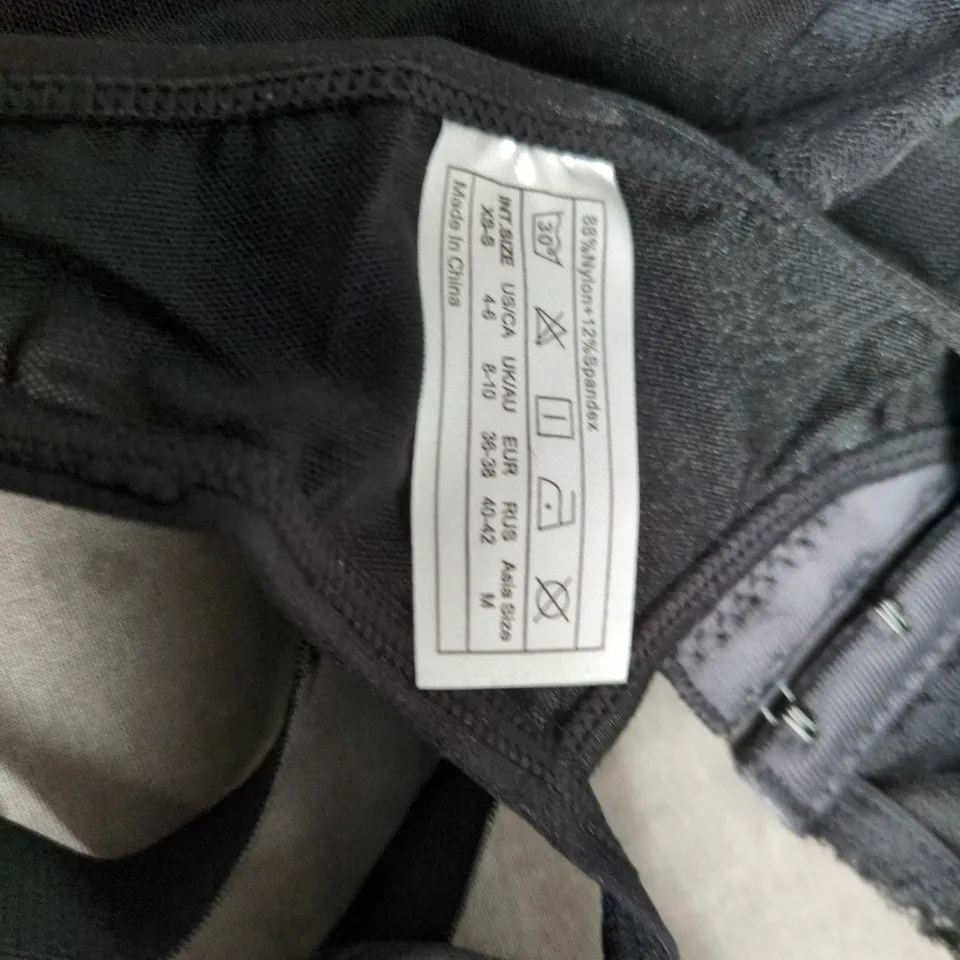 88%Nylon+12%Spandex
30°
INT.SIZE US/CA UK/AU EUR RUS Asia Size
XS-S 4-6 8-10 36-38 40-42 M
Made In China